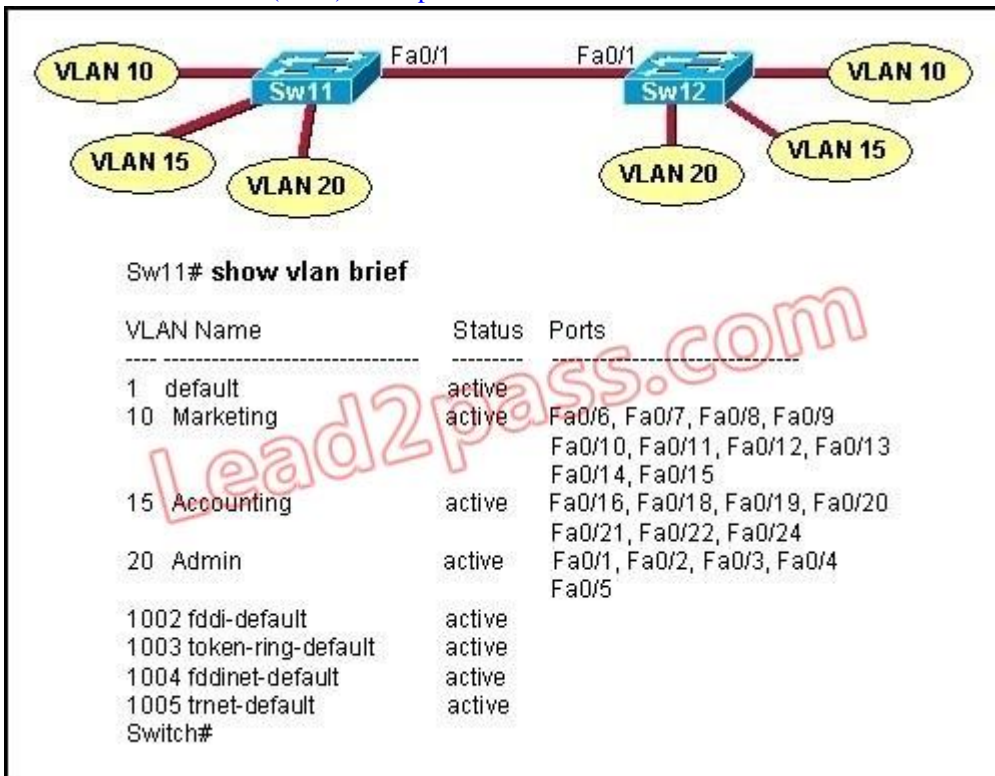 Fa0/1 Fa0/1
VLAN 10 Sw11 Sw12 VLAN 10
VLAN 15 VLAN 20 VLAN 20 VLAN 15
Sw11# show vlan brief
VLAN Name Status Ports
---- -------------------------------- --------- -------------------------------
1 default active
10 Marketing active Fa0/6, Fa0/7, Fa0/8, Fa0/9
Fa0/10, Fa0/11, Fa0/12, Fa0/13
Fa0/14, Fa0/15
15 Accounting active Fa0/16, Fa0/18, Fa0/19, Fa0/20
Fa0/21, Fa0/22, Fa0/24
20 Admin active Fa0/1, Fa0/2, Fa0/3, Fa0/4
Fa0/5
1002 fddi-default active
1003 token-ring-default active
1004 fddinet-default active
1005 trnet-default active
Switch#
Lead2pass.com